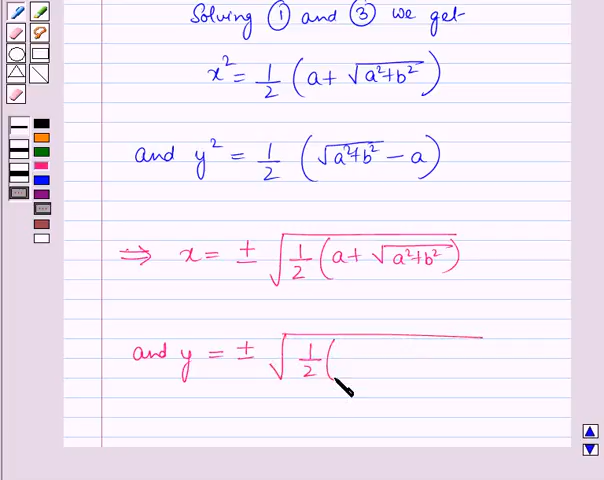 Solving ① and ③ we get
x² = 1/2 (a + √(a²+b²))
and y² = 1/2 (√(a²+b²) - a)
⇒ x = ± √(1/2 (a + √(a²+b²)))
and y = ± √(1/2 (